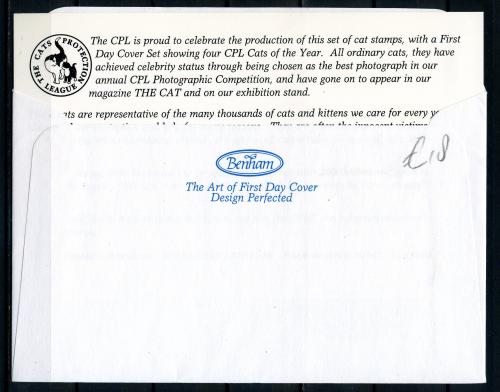 THE CATS PROTECTION LEAGUE
The CPL is proud to celebrate the production of this set of cat stamps, with a First
Day Cover Set showing four CPL Cats of the Year. All ordinary cats, they have
achieved celebrity status through being chosen as the best photograph in our
annual CPL Photographic Competition, and have gone on to appear in our
magazine THE CAT and on our exhibition stand.
ats are representative of the many thousands of cats and kittens we care for every
£18
Benham
The Art of First Day Cover
Design Perfected